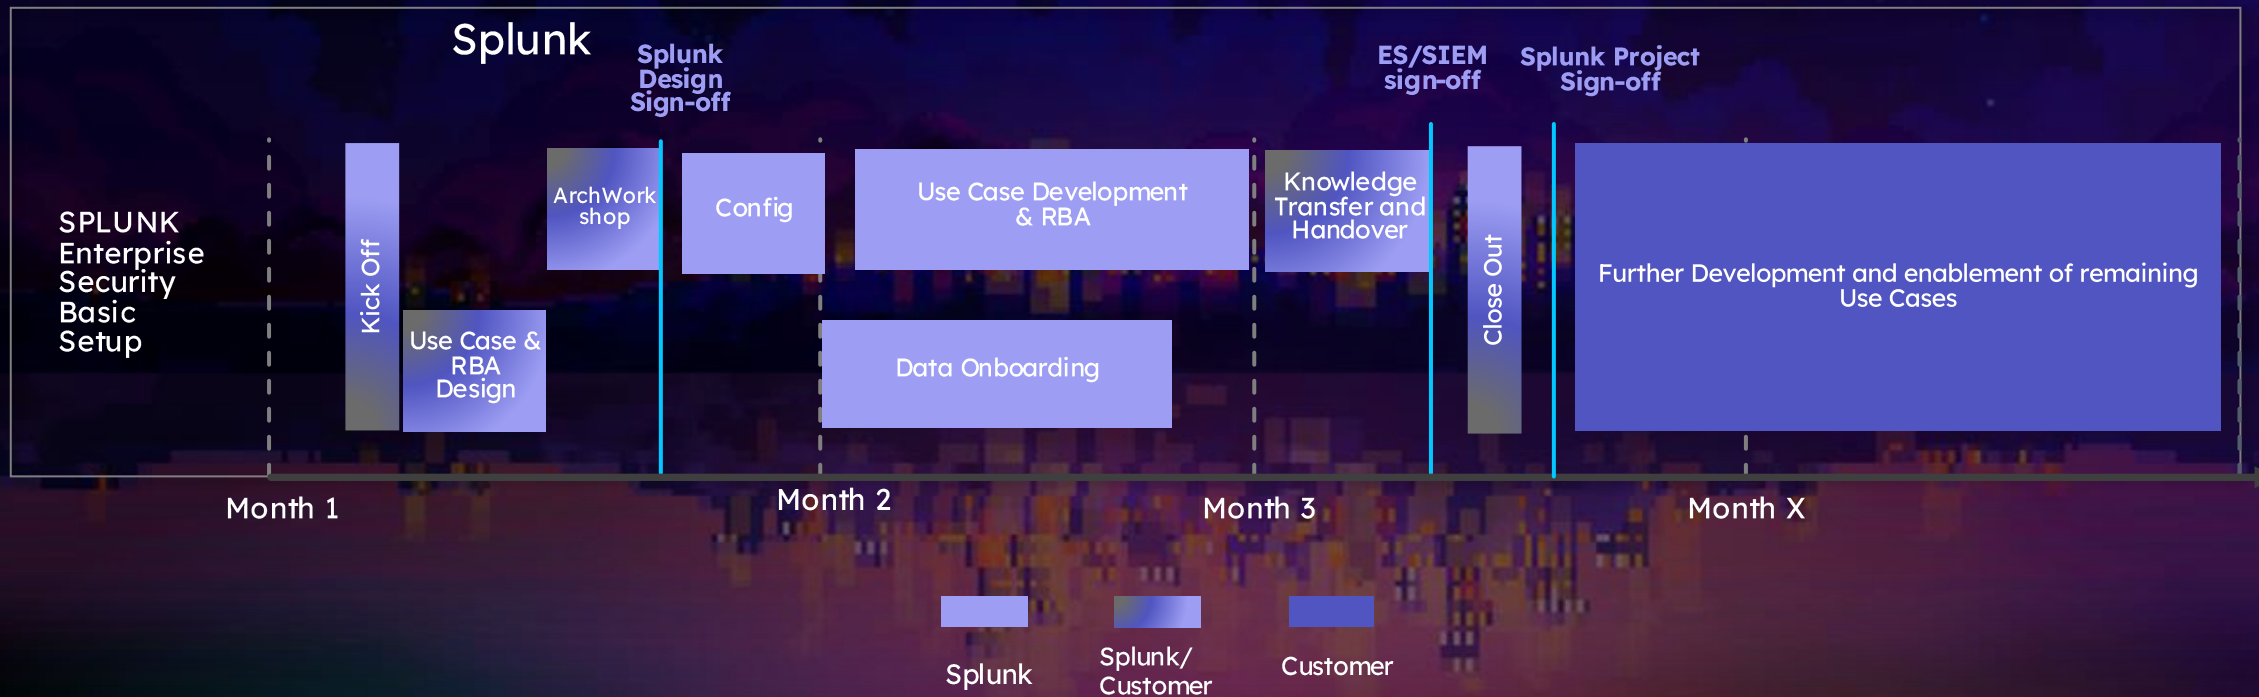 Splunk
Splunk
Design
Sign-off
ES/SIEM
sign-off
Splunk Project
Sign-off
SPLUNK
Enterprise
Security
Basic
Setup
Kick Off
Use Case &
RBA
Design
ArchWork
shop
Config
Use Case Development
& RBA
Data Onboarding
Knowledge
Transfer and
Handover
Close Out
Further Development and enablement of remaining
Use Cases
Month 1
Month 2
Month 3
Month X
Splunk
Splunk/
Customer
Customer